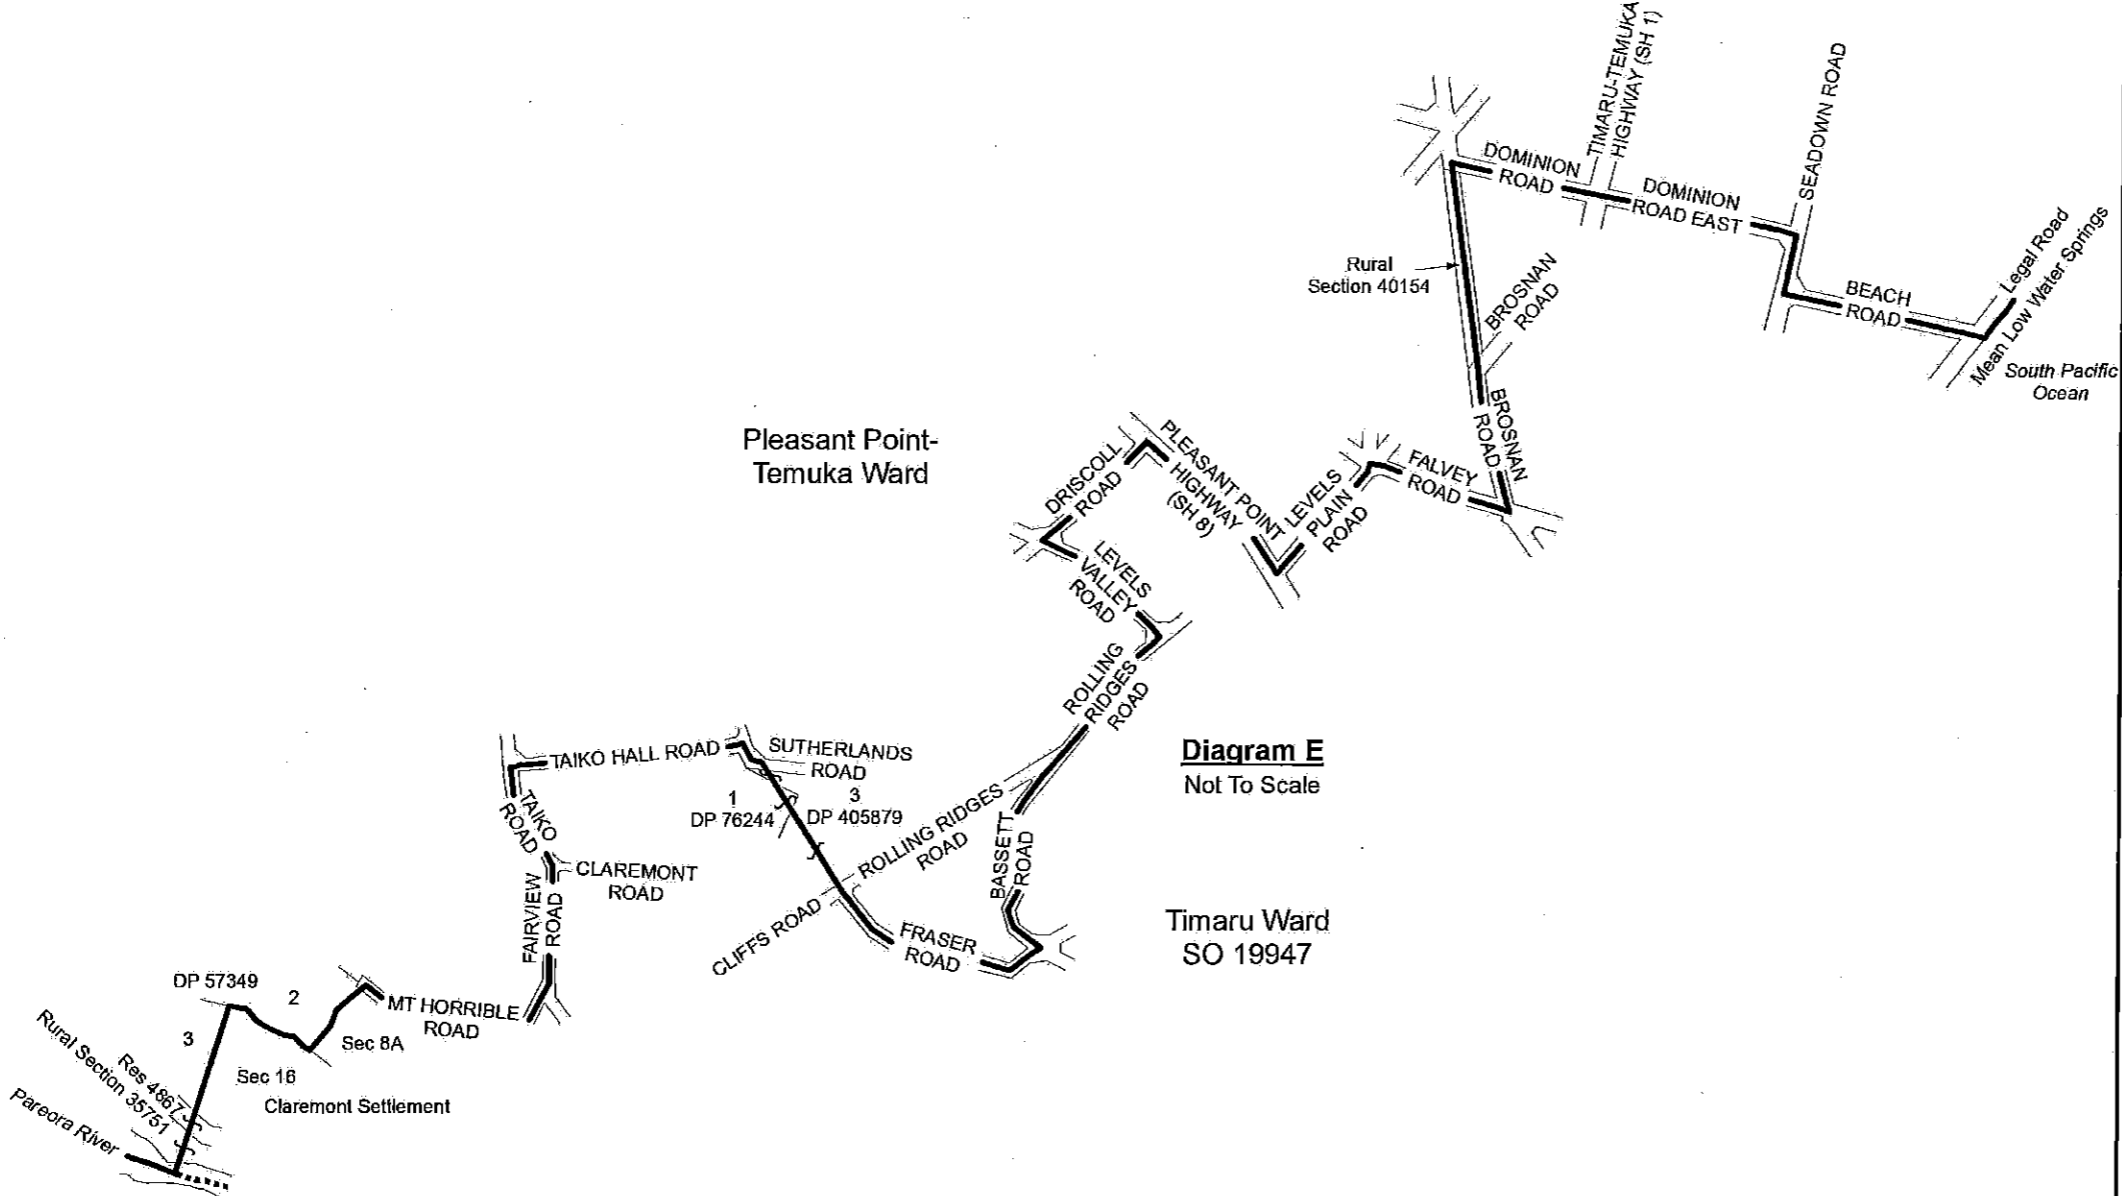 TIMARU-TEMUKA
HIGHWAY (SH 1)
SEADOWN ROAD
DOMINION
ROAD
DOMINION
ROAD EAST
Legal Road
Mean Low Water Springs
Rural
Section 40154
BROSNAN
ROAD
BEACH
ROAD
South Pacific
Ocean
BROSNAN
ROAD
Pleasant Point-
Temuka Ward
DRISCOLL
ROAD
PLEASANT POINT
HIGHWAY
(SH 8)
LEVELS
PLAIN
ROAD
FALVEY
ROAD
LEVELS
VALLEY
ROAD
ROLLING
RIDGES
ROAD
Diagram E
Not To Scale
TAIKO HALL ROAD
SUTHERLANDS
ROAD
1
DP 76244
3
DP 405879
TAIKO
ROAD
ROLLING RIDGES
ROAD
BASSETT
ROAD
CLAREMONT
ROAD
FAIRVIEW
ROAD
CLIFFS ROAD
FRASER
ROAD
Timaru Ward
SO 19947
DP 57349
2
MT HORRIBLE
ROAD
3
Sec 8A
Sec 16
Claremont Settlement
Res 4867
Rural Section 35751
Pareora River